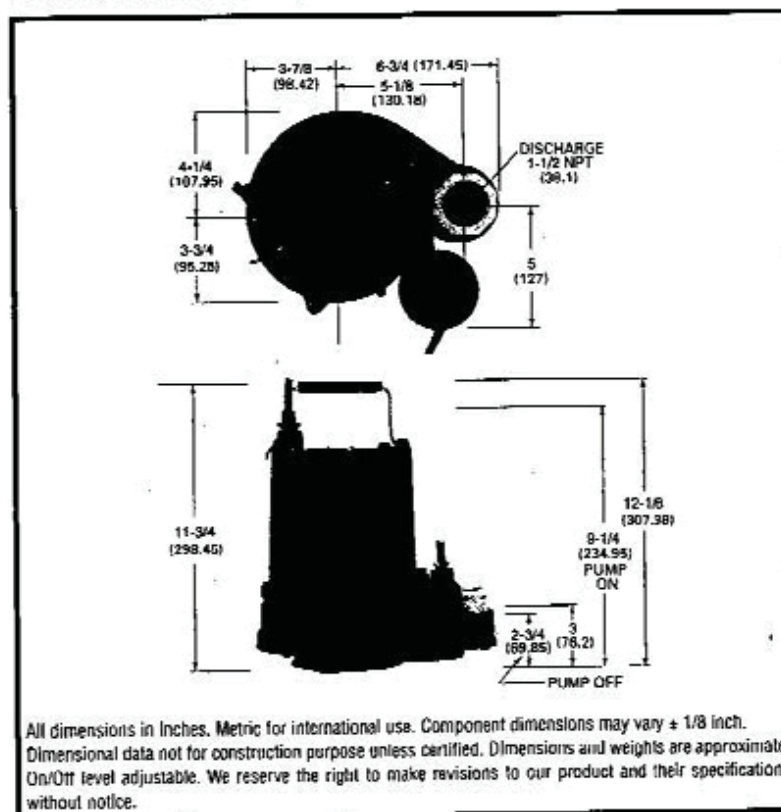 3-7/8
(98.42)
6-3/4 (171.45)
5-1/8
(130.18)
DISCHARGE
1-1/2 NPT
(38.1)
4-1/4
(107.95)
3-3/4
(95.25)
5
(127)
11-3/4
(298.45)
12-1/8
(307.98)
9-1/4
(234.95)
PUMP
ON
2-3/4
(69.85)
3
(76.2)
PUMP OFF
All dimensions in inches. Metric for international use. Component dimensions may vary ± 1/8 inch.
Dimensional data not for construction purpose unless certified. Dimensions and weights are approximate
On/Off level adjustable. We reserve the right to make revisions to our product and their specification
without notice.